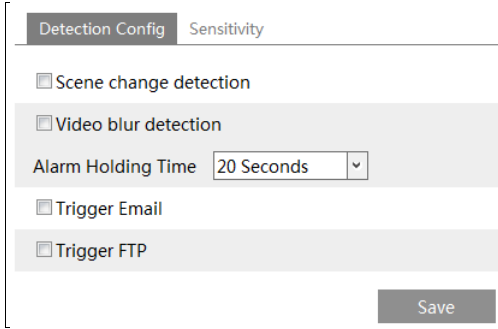 Detection Config Sensitivity
Scene change detection
Video blur detection
Alarm Holding Time 20 Seconds
Trigger Email
Trigger FTP
Save